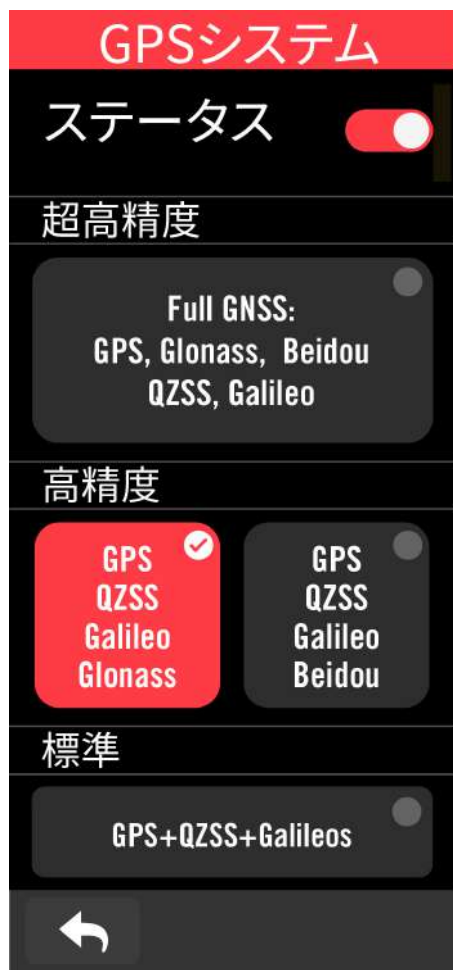 GPSシステム
ステータス
超高精度
Full GNSS:
GPS, Glonass, Beidou
QZSS, Galileo
高精度
GPS
QZSS
Galileo
Glonass
GPS
QZSS
Galileo
Beidou
標準
GPS+QZSS+Galileos